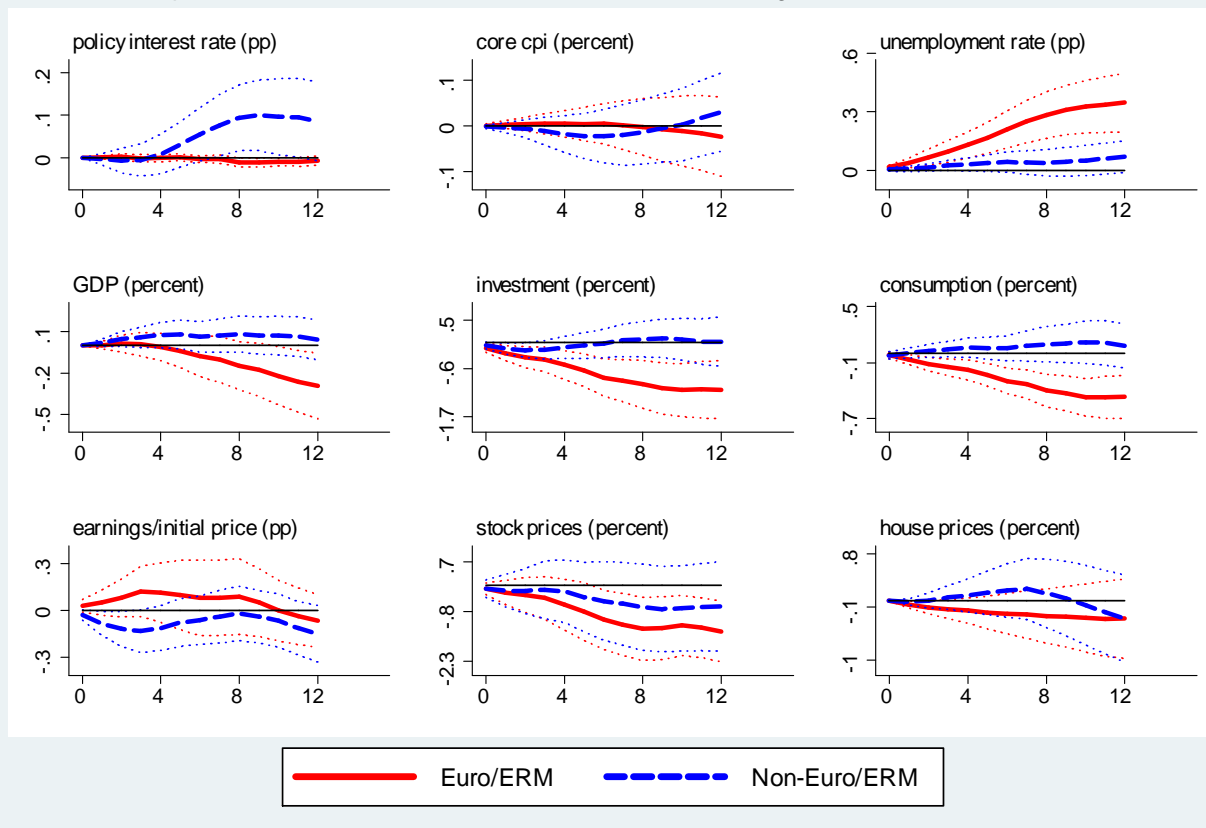 policy interest rate (pp)
.2
.1
0
0 4 8 12
core cpi (percent)
.1
0
-.1
0 4 8 12
unemployment rate (pp)
.6
.3
0
0 4 8 12
GDP (percent)
.1
-.2
-.5
0 4 8 12
investment (percent)
.5
-.6
-1.7
0 4 8 12
consumption (percent)
.5
-.1
-.7
0 4 8 12
earnings/initial price (pp)
.3
0
-.3
0 4 8 12
stock prices (percent)
.7
-.8
-2.3
0 4 8 12
house prices (percent)
.8
-.1
-1
0 4 8 12
Euro/ERM
Non-Euro/ERM